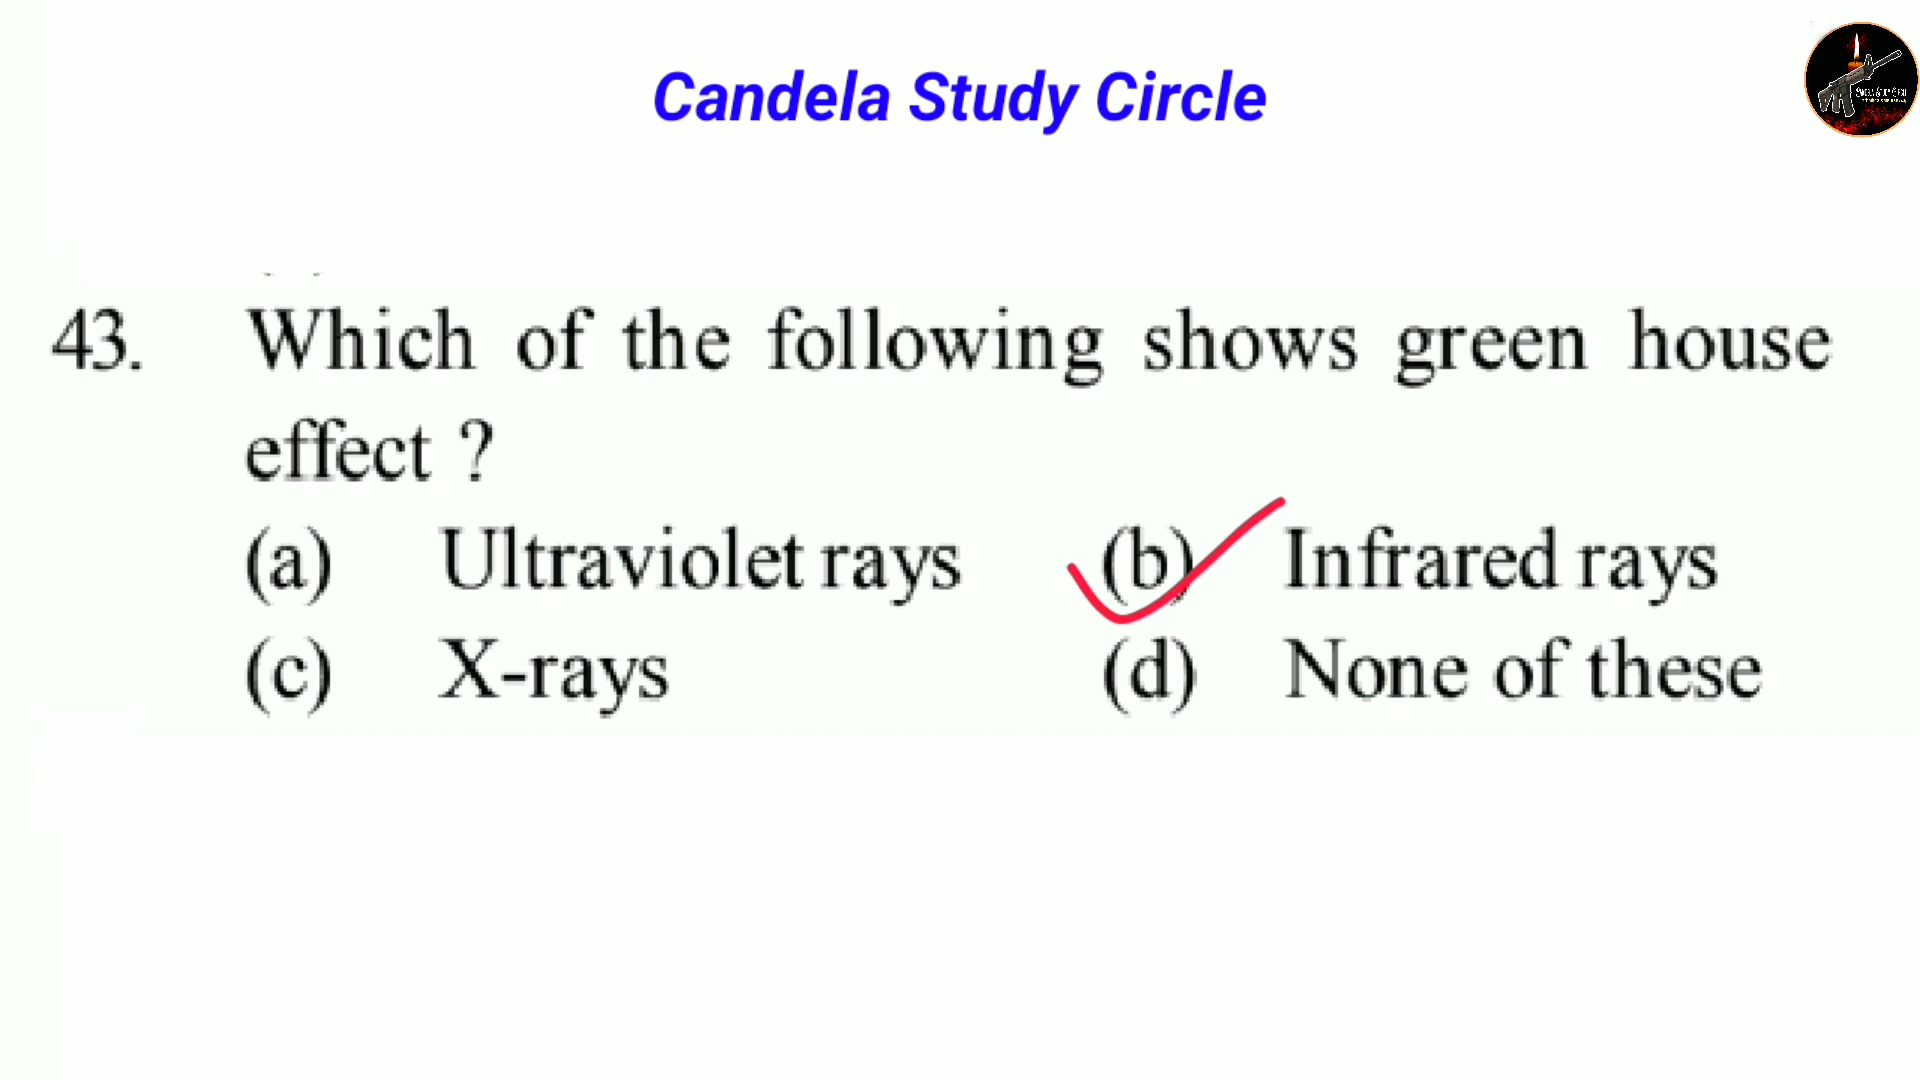 Candela Study Circle
43. Which of the following shows green house
effect ?
(a) Ultraviolet rays (b) Infrared rays
(c) X-rays (d) None of these